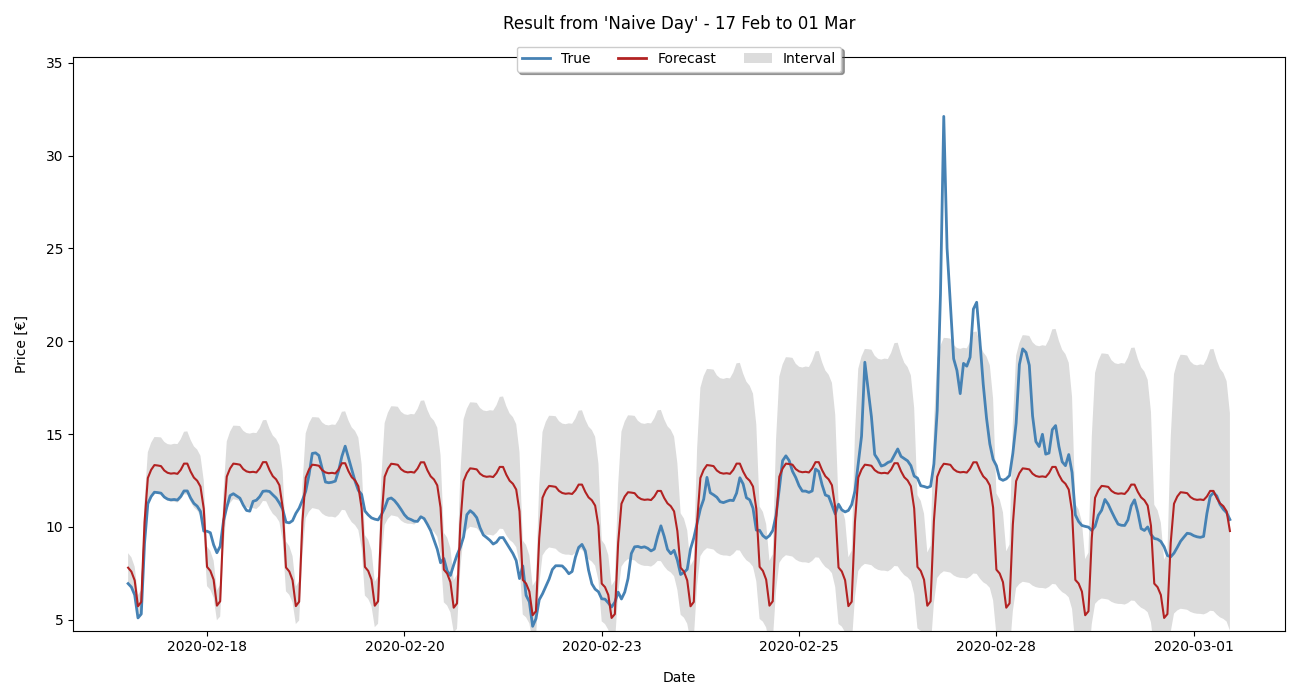 Result from 'Naive Day' - 17 Feb to 01 Mar
True Forecast Interval
35
30
25
20
15
10
5
Price [€]
2020-02-18 2020-02-20 2020-02-23 2020-02-25 2020-02-28 2020-03-01
Date